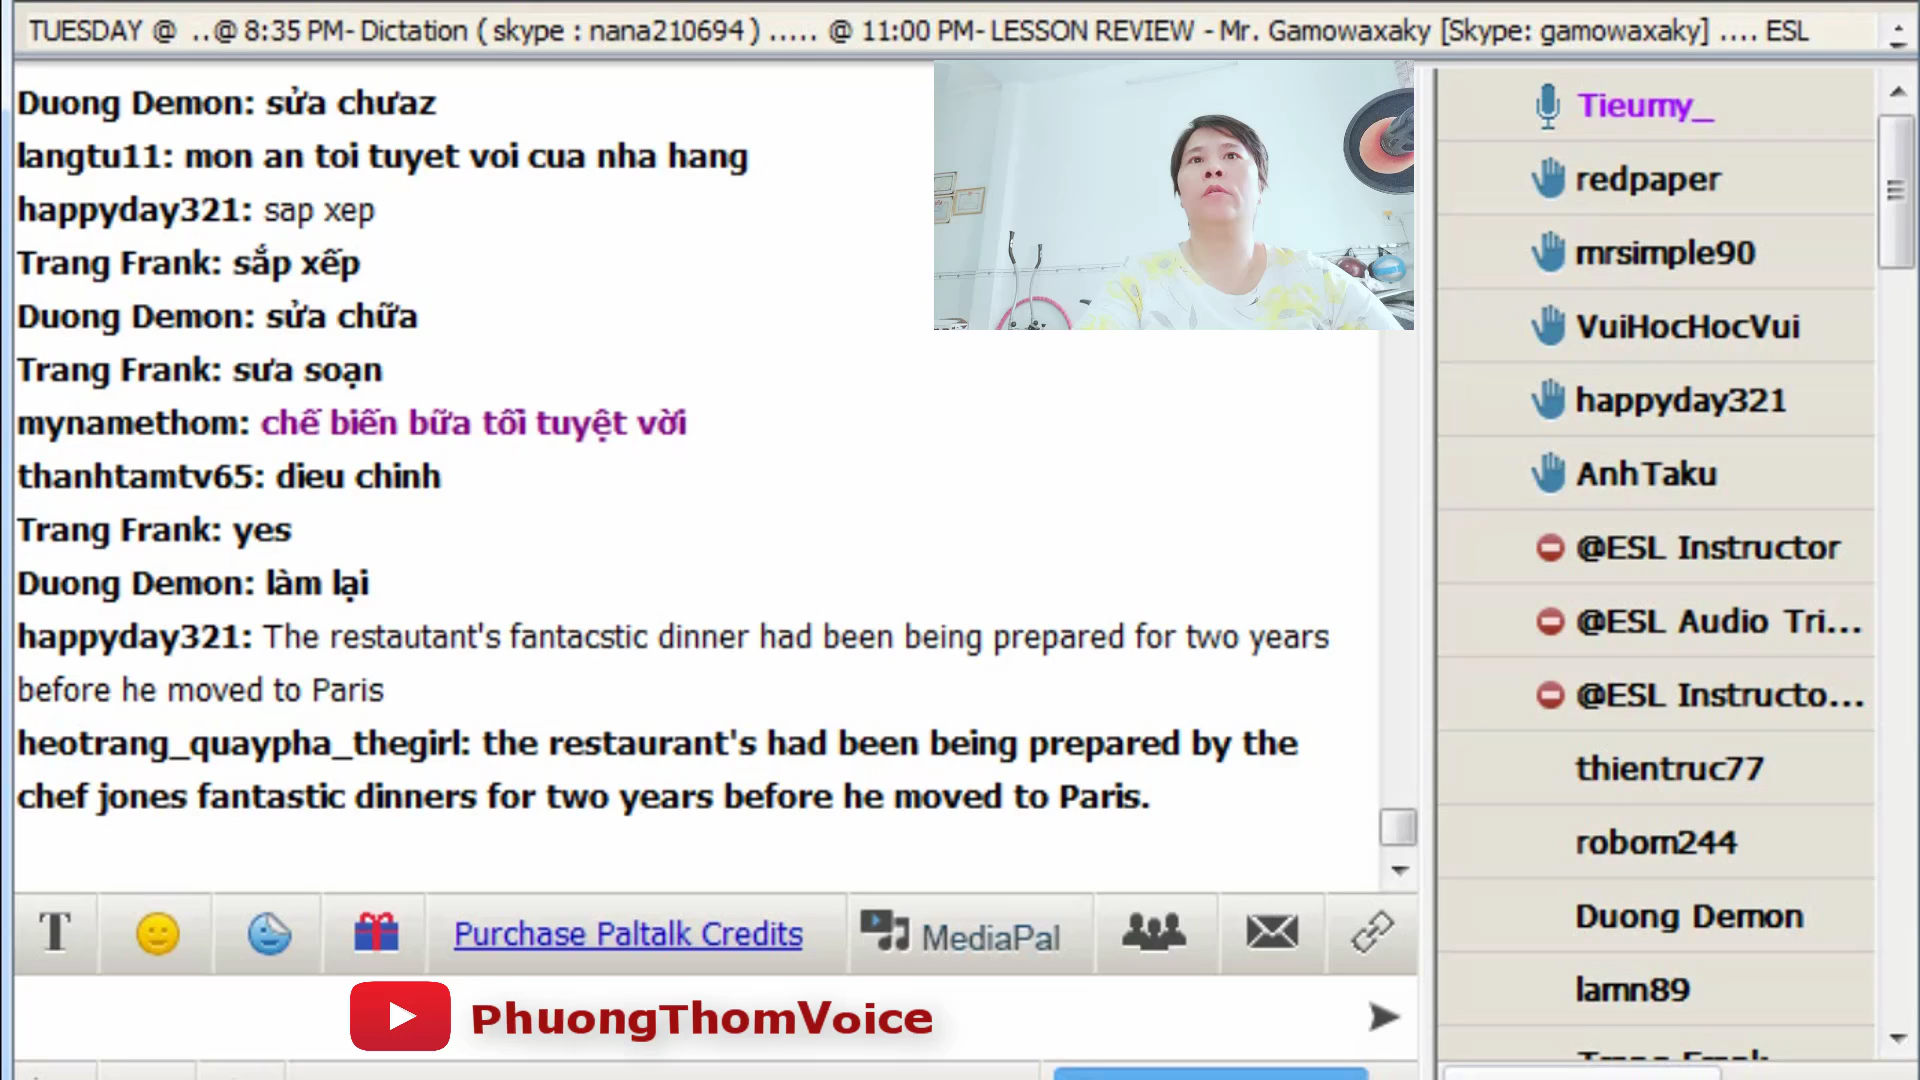 TUESDAY @ ..@ 8:35 PM- Dictation ( skype : nana210694 ) ..... @ 11:00 PM- LESSON REVIEW - Mr. Gamowaxaky [Skype: gamowaxaky] .... ESL
Duong Demon: sửa chưaz
langtu11: mon an toi tuyet voi cua nha hang
happyday321: sap xep
Trang Frank: sắp xếp
Duong Demon: sửa chữa
Trang Frank: sưa soạn
mynamethom: chế biến bữa tối tuyệt vời
thanhtamtv65: dieu chinh
Trang Frank: yes
Duong Demon: làm lại
happyday321: The restautant's fantacstic dinner had been being prepared for two years
before he moved to Paris
heotrang_quaypha_thegirl: the restaurant's had been being prepared by the
chef jones fantastic dinners for two years before he moved to Paris.
Purchase Paltalk Credits
MediaPal
PhuongThomVoice
Tieumy_
redpaper
mrsimple90
VuiHocHocVui
happyday321
AnhTaku
@ESL Instructor
@ESL Audio Tri...
@ESL Instructo...
thientruc77
robom244
Duong Demon
lamn89